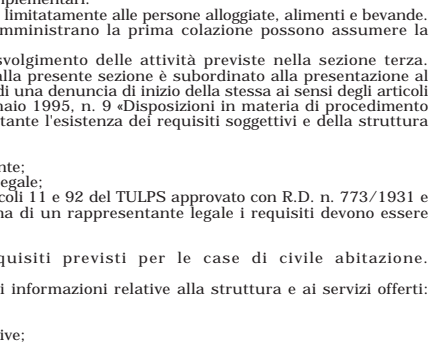 limitatamente alle persone alloggiate, alimenti e bevande.
mministrano la prima colazione possono assumere la
svolgimento delle attività previste nella sezione terza.
alla presente sezione è subordinato alla presentazione al
di una denuncia di inizio della stessa ai sensi degli articoli
naio 1995, n. 9 «Disposizioni in materia di procedimento
tante l'esistenza dei requisiti soggettivi e della struttura
nte;
egale;
coli 11 e 92 del TULPS approvato con R.D. n. 773/1931 e
na di un rappresentante legale i requisiti devono essere
quisiti previsti per le case di civile abitazione.
i informazioni relative alla struttura e ai servizi offerti:
ive;